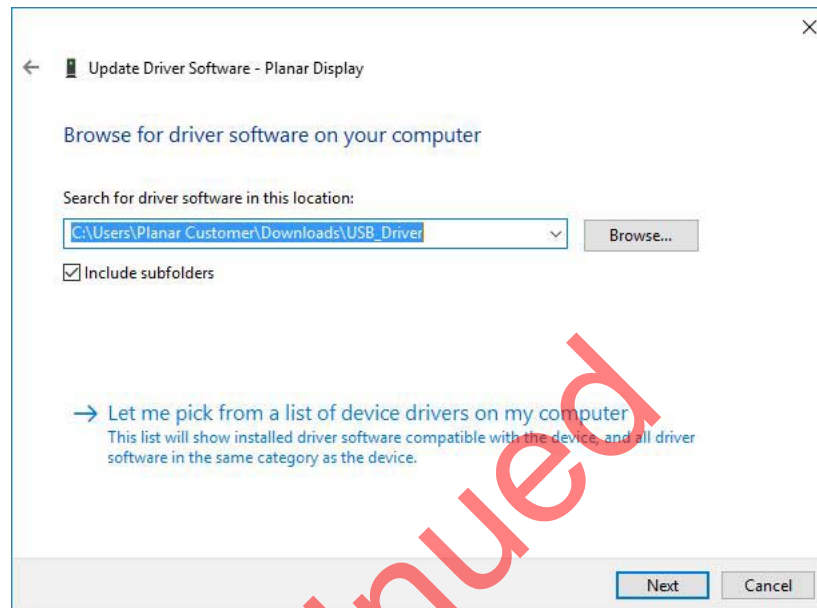 Update Driver Software - Planar Display
Browse for driver software on your computer
Search for driver software in this location:
C:\Users\Planar Customer\Downloads\USB_Driver
Browse...
Include subfolders
Let me pick from a list of device drivers on my computer
This list will show installed driver software compatible with the device, and all driver
software in the same category as the device.
nued
Next
Cancel